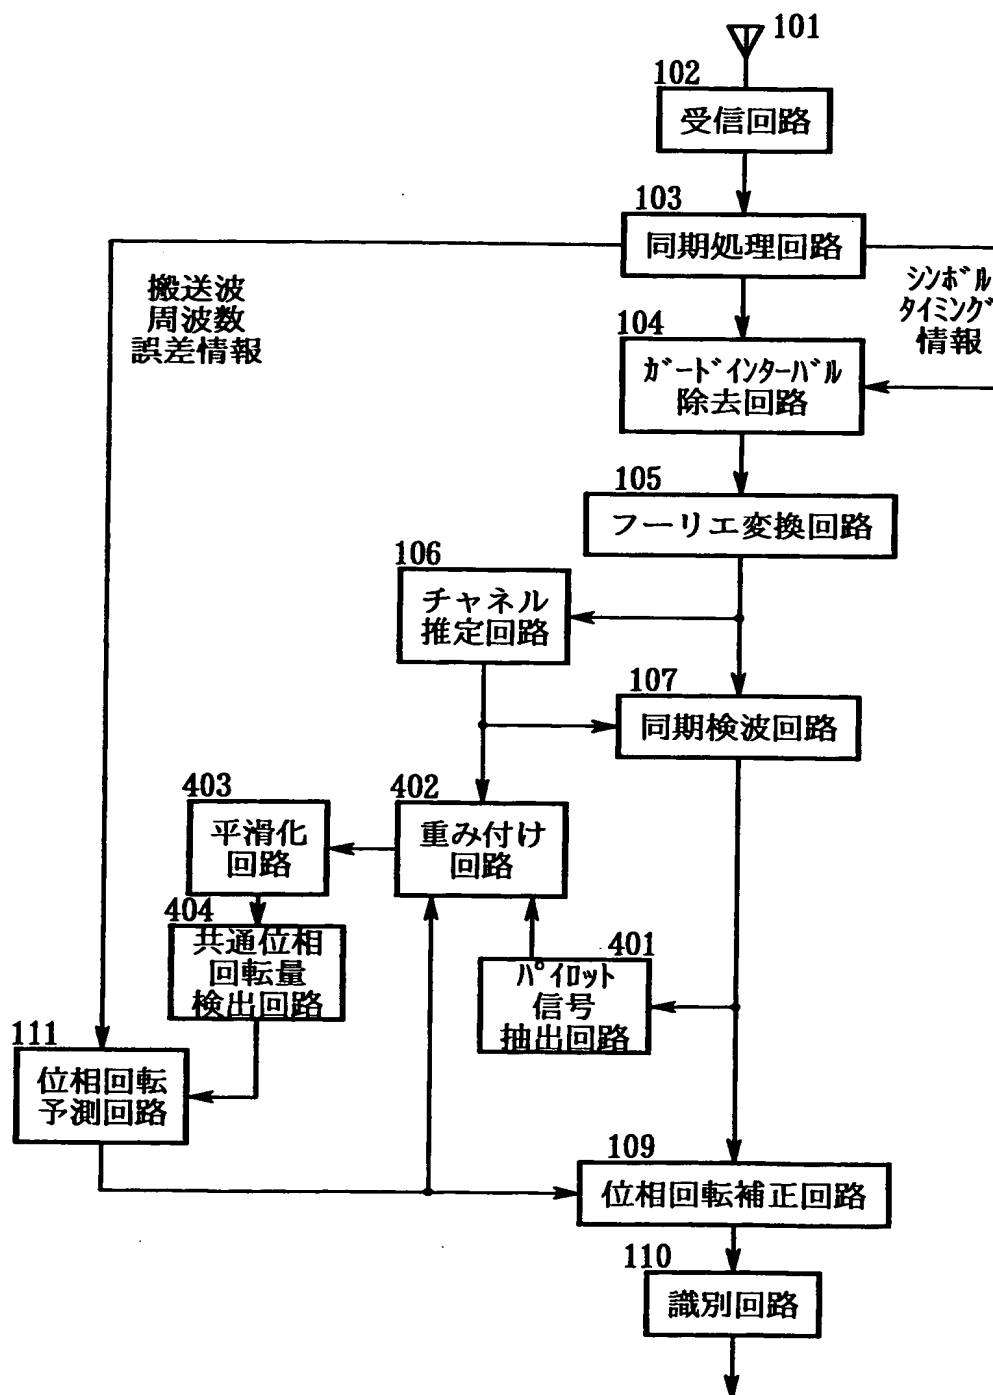 101
102
受信回路
103
同期処理回路
搬送波
周波数
誤差情報
シンボル
タイミング
情報
104
ガードインターバル
除去回路
105
フーリエ変換回路
106
チャネル
推定回路
107
同期検波回路
403
平滑化
回路
402
重み付け
回路
404
共通位相
回転量
検出回路
401
パイロット
信号
抽出回路
111
位相回転
予測回路
109
位相回転補正回路
110
識別回路